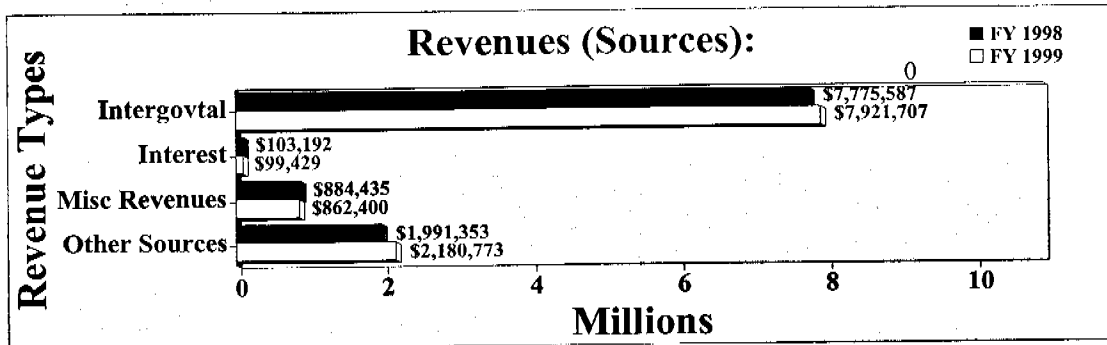 Revenues (Sources):
FY 1998
FY 1999
0
Revenue Types
Intergovtal
$7,775,587
$7,921,707
Interest
$103,192
$99,429
Misc Revenues
$884,435
$862,400
Other Sources
$1,991,353
$2,180,773
0 2 4 6 8 10
Millions